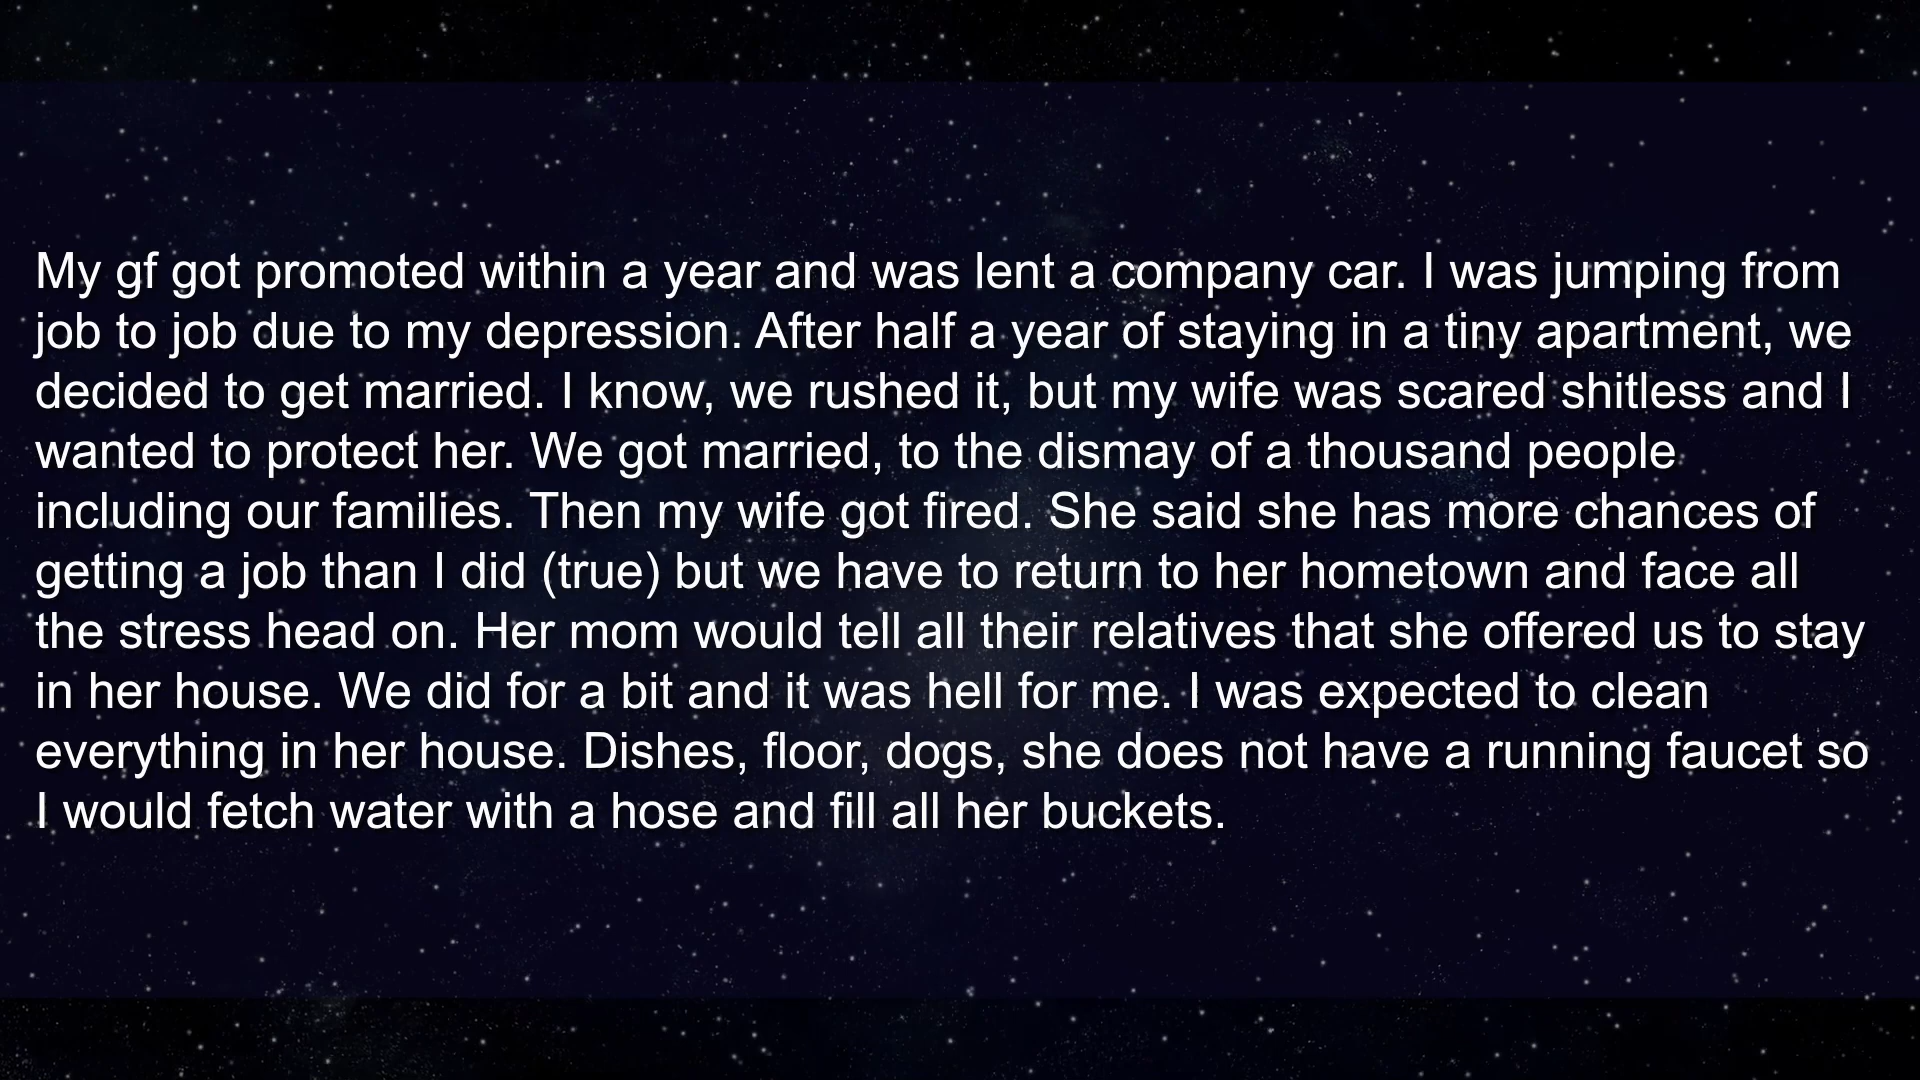 My gf got promoted within a year and was lent a company car. I was jumping from
job to job due to my depression. After half a year of staying in a tiny apartment, we
decided to get married. I know, we rushed it, but my wife was scared shitless and I
wanted to protect her. We got married, to the dismay of a thousand people
including our families. Then my wife got fired. She said she has more chances of
getting a job than I did (true) but we have to return to her hometown and face all
the stress head on. Her mom would tell all their relatives that she offered us to stay
in her house. We did for a bit and it was hell for me. I was expected to clean
everything in her house. Dishes, floor, dogs, she does not have a running faucet so
I would fetch water with a hose and fill all her buckets.